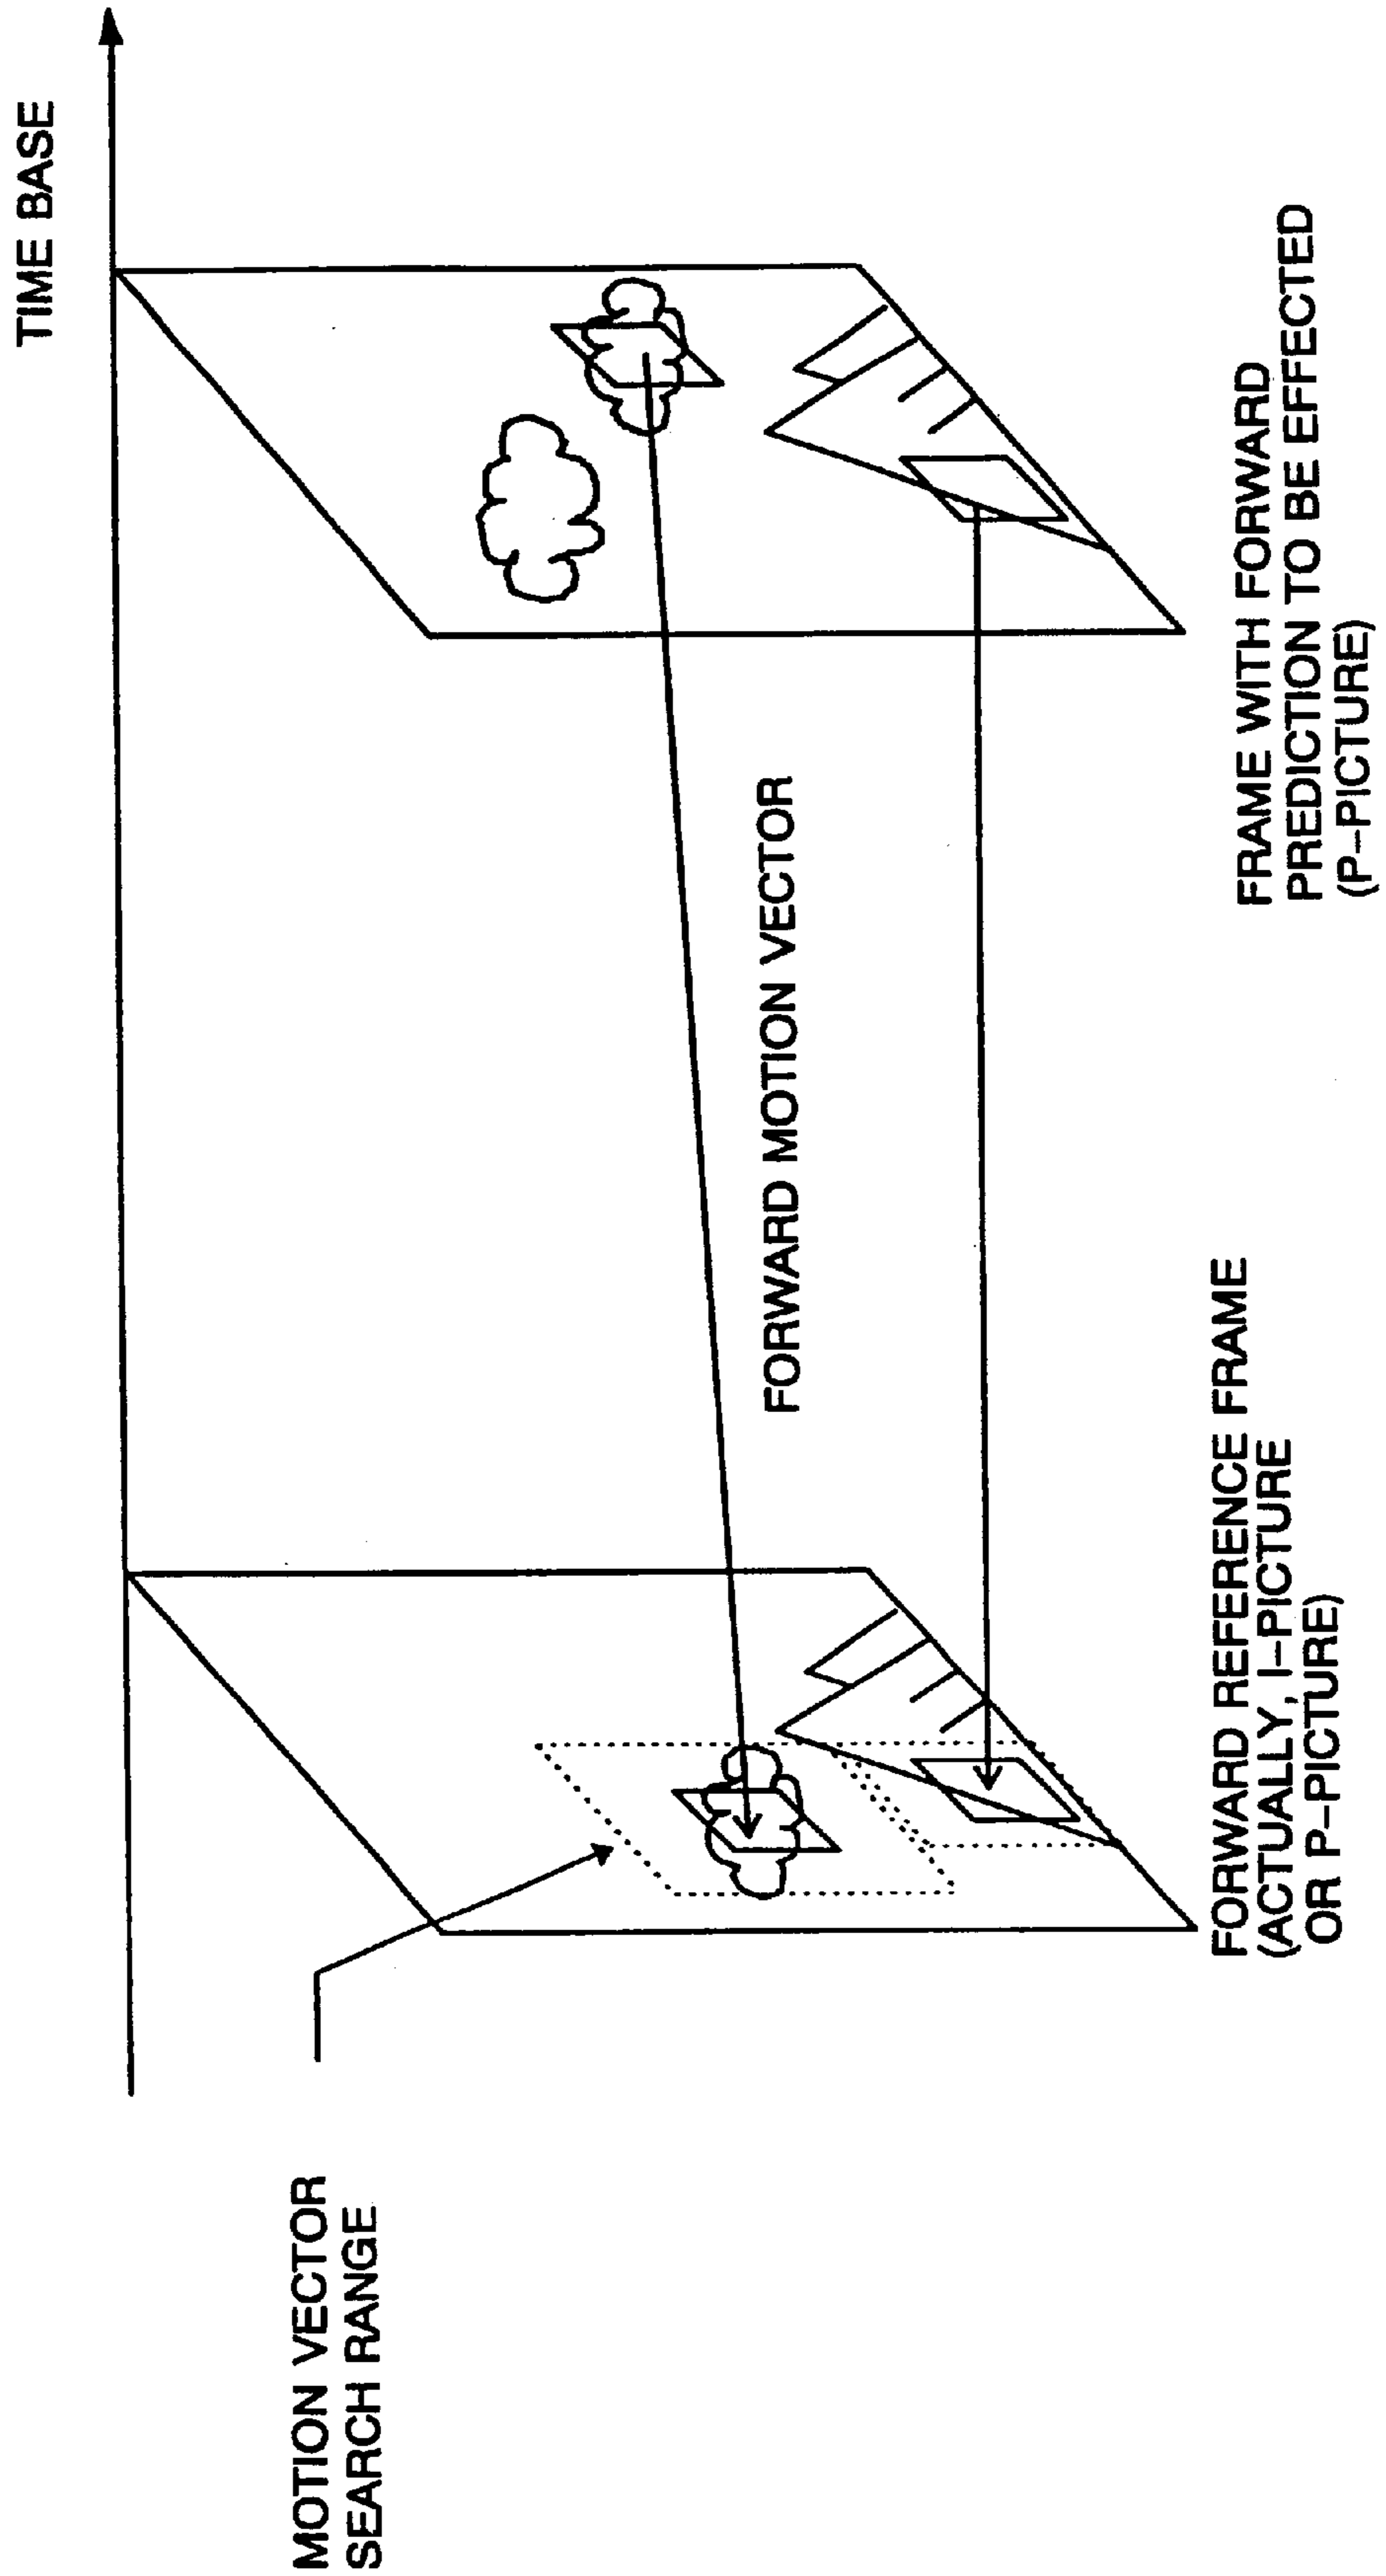 TIME BASE
MOTION VECTOR
SEARCH RANGE
FORWARD MOTION VECTOR
FORWARD REFERENCE FRAME
(ACTUALLY, I–PICTURE
OR P–PICTURE)
FRAME WITH FORWARD
PREDICTION TO BE EFFECTED
(P–PICTURE)